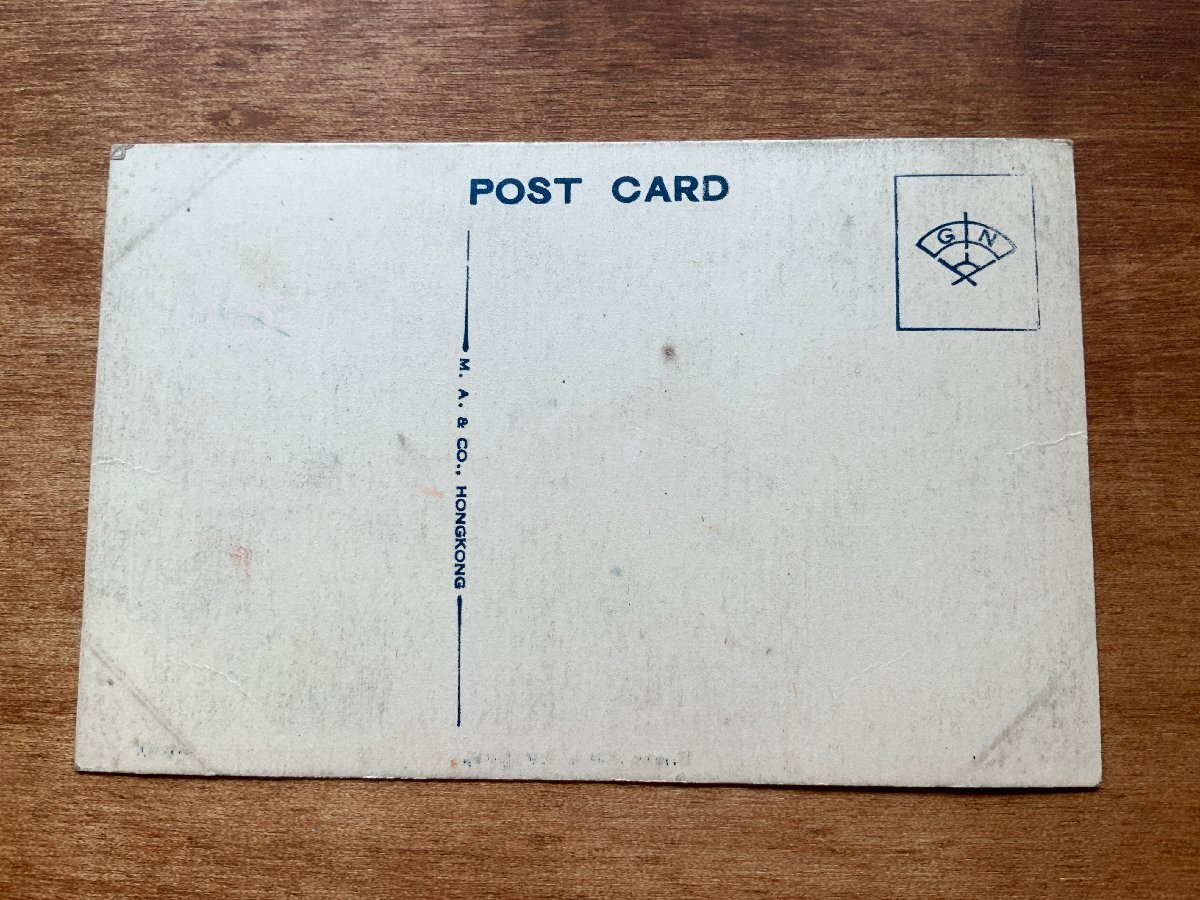 POST CARD
G N
M. A. & CO., HONGKONG